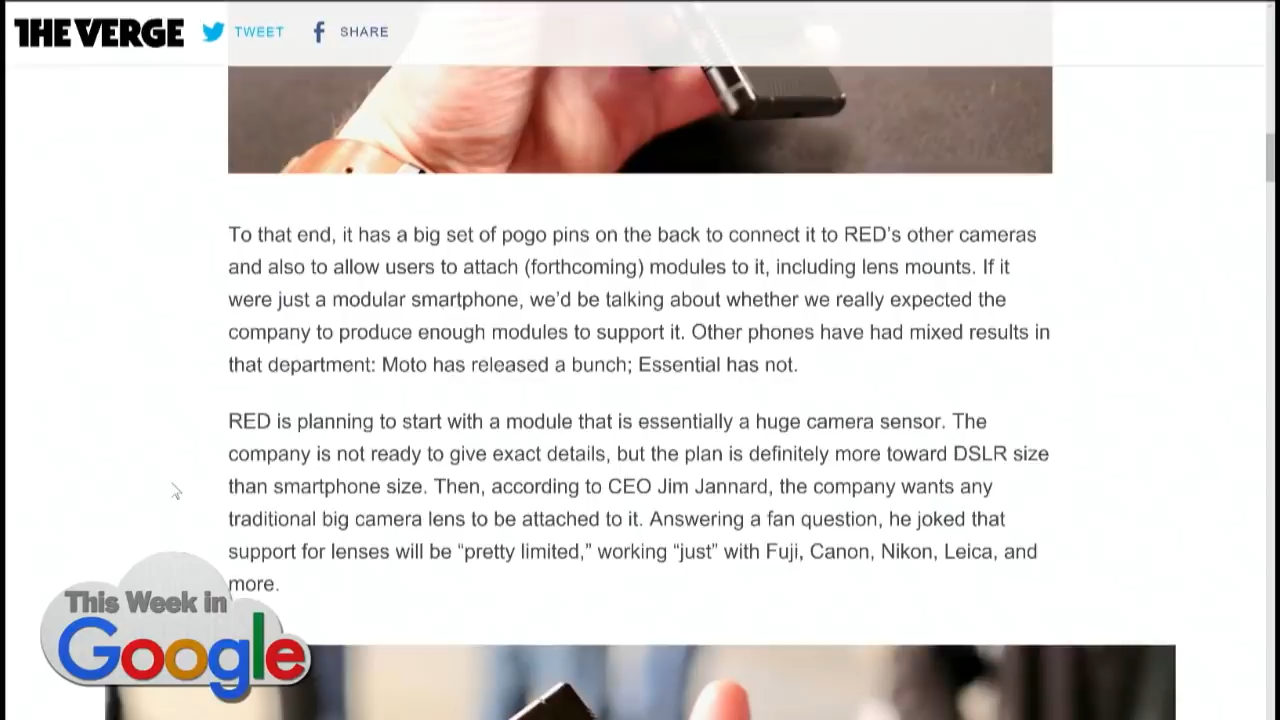 THE VERGE TWEET SHARE
To that end, it has a big set of pogo pins on the back to connect it to RED's other cameras
and also to allow users to attach (forthcoming) modules to it, including lens mounts. If it
were just a modular smartphone, we'd be talking about whether we really expected the
company to produce enough modules to support it. Other phones have had mixed results in
that department: Moto has released a bunch; Essential has not.
RED is planning to start with a module that is essentially a huge camera sensor. The
company is not ready to give exact details, but the plan is definitely more toward DSLR size
than smartphone size. Then, according to CEO Jim Jannard, the company wants any
traditional big camera lens to be attached to it. Answering a fan question, he joked that
support for lenses will be “pretty limited,” working “just” with Fuji, Canon, Nikon, Leica, and
more.
This Week in
Google